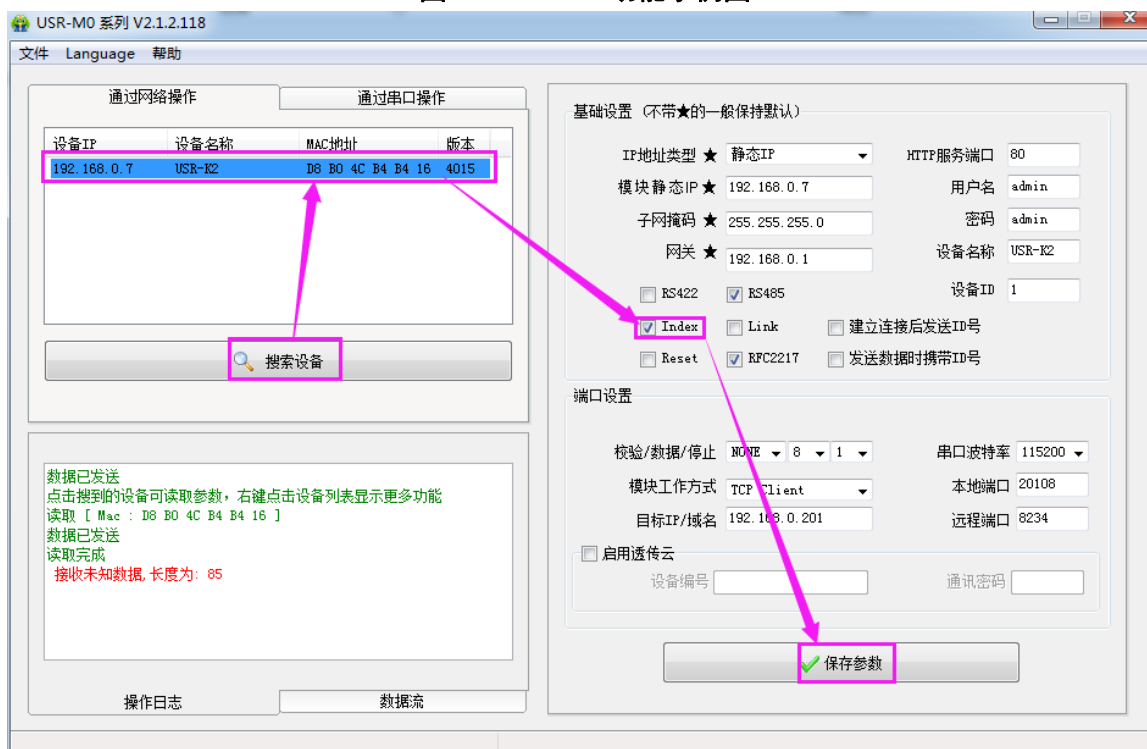 USR-M0 系列 V2.1.2.118
文件 Language 帮助
通过网络操作 通过串口操作
设备IP 设备名称 MAC地址 版本
192.168.0.7 USR-K2 D8 B0 4C B4 B4 16 4015
搜索设备
数据已发送
点击搜到的设备可读取参数，右键点击设备列表显示更多功能
读取 [ Mac : D8 B0 4C B4 B4 16 ]
数据已发送
读取完成
接收未知数据,长度为: 85
操作日志 数据流
基础设置 (不带★的一般保持默认)
IP地址类型 ★ 静态IP HTTP服务端口 80
模块静态IP★ 192.168.0.7 用户名 admin
子网掩码 ★ 255.255.255.0 密码 admin
网关 ★ 192.168.0.1 设备名称 USR-K2
RS422 RS485 设备ID 1
Index Link 建立连接后发送ID号
Reset RFC2217 发送数据时携带ID号
端口设置
校验/数据/停止 NONE 8 1 串口波特率 115200
模块工作方式 TCP Client 本地端口 20108
目标IP/域名 192.168.0.201 远程端口 8234
启用透传云
设备编号 通讯密码
保存参数